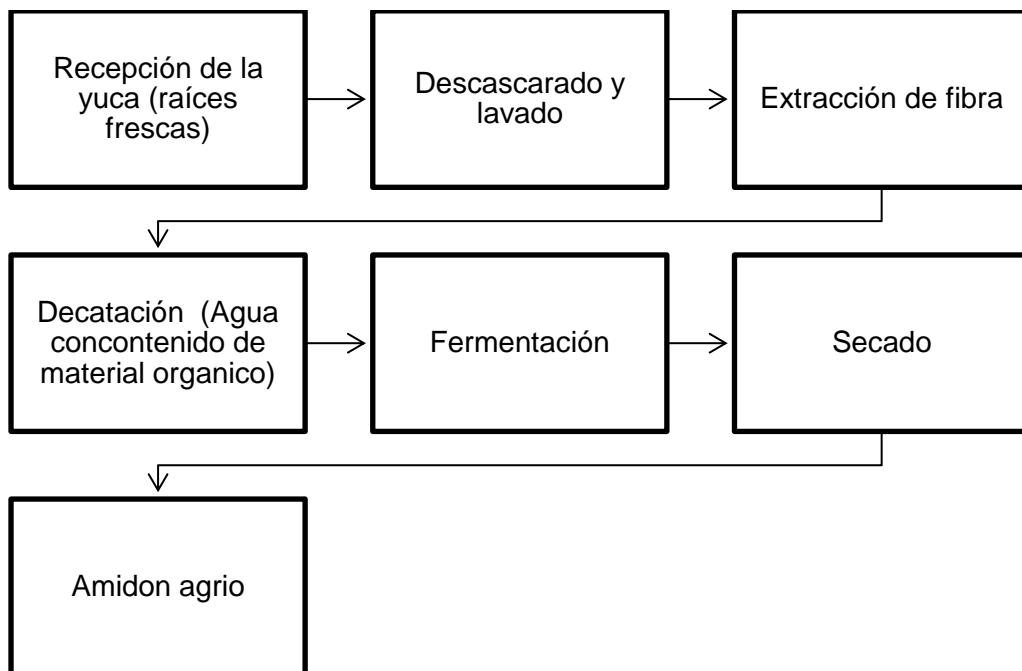 Recepción de la
yuca (raíces
frescas)
Descascarado y
lavado
Extracción de fibra
Decatación (Agua
concontenido de
material organico)
Fermentación
Secado
Amidon agrio